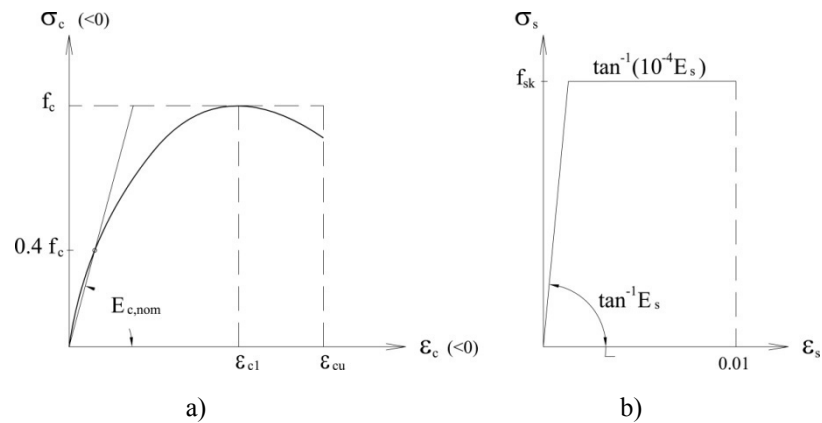 σc (<0)
fc
0.4 fc
Ec,nom
εc1
εcu
εc (<0)
a)
σs
fsk
tan-1(10-4Es)
tan-1Es
0.01
εs
b)